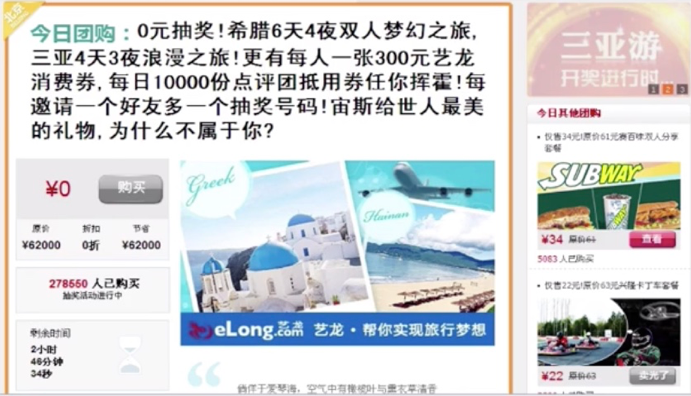 北京
今日团购：0元抽奖！希腊6天4夜双人梦幻之旅，
三亚4天3夜浪漫之旅！更有每人一张300元艺龙
消费券，每日10000份点评团抵用券任你挥霍！每
邀请一个好友多一个抽奖号码！宙斯给世人最美
的礼物，为什么不属于你？
¥0 购买
原价 折扣 节省
¥62000 0折 ¥62000
278550 人已购买
抽奖活动进行中
剩余时间
2小时
46分钟
34秒
Greek
Hainan
eLong.com 艺龙 艺龙·帮你实现旅行梦想
徜徉于爱琴海，空气中有橄榄叶与薰衣草清香
三亚游
开奖进行时...
1 2 3
今日其他团购
仅售34元！原价61元赛百味双人分享
套餐
SUBWAY
¥34 原价61 查看
5083 人已购买
仅售22元！原价63元兴隆卡丁车套餐
¥22 原价63 卖光了